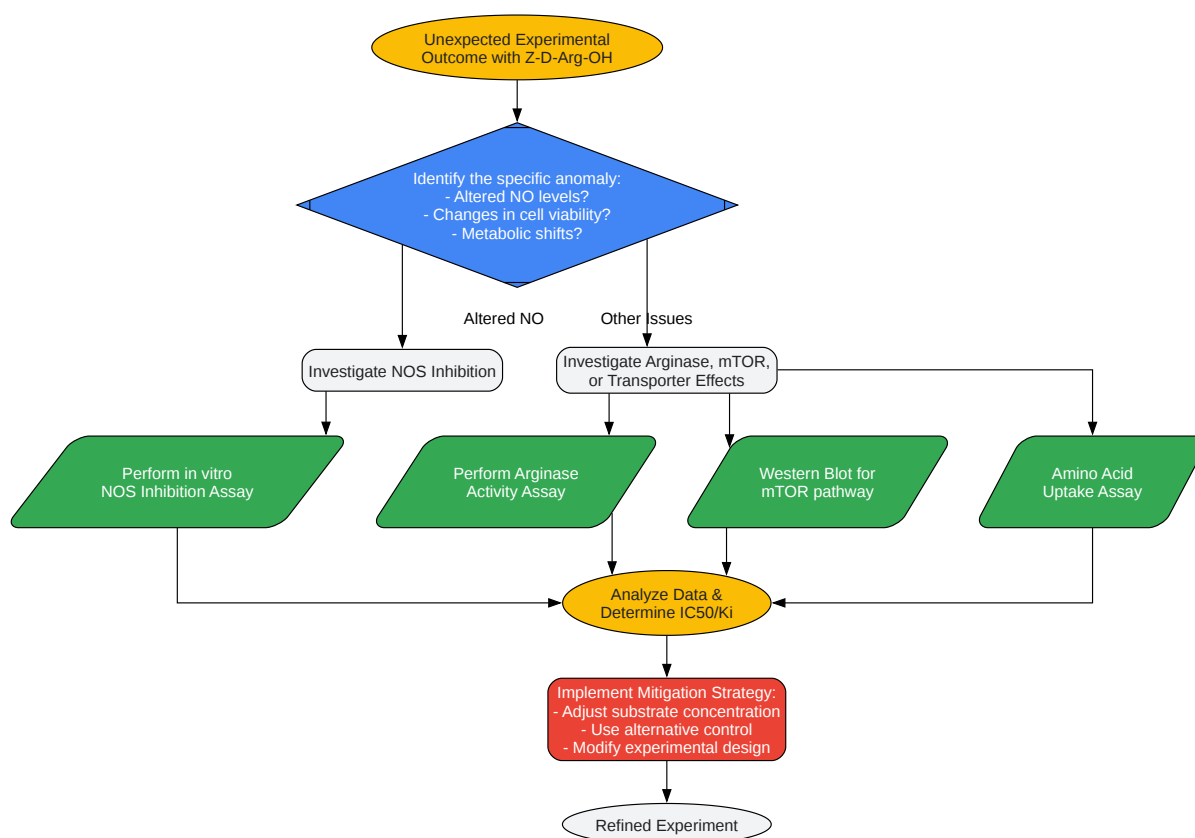 Unexpected Experimental
Outcome with Z-D-Arg-OH
Identify the specific anomaly:
- Altered NO levels?
- Changes in cell viability?
- Metabolic shifts?
Altered NO
Other Issues
Investigate NOS Inhibition
Investigate Arginase, mTOR,
or Transporter Effects
Perform in vitro
NOS Inhibition Assay
Perform Arginase
Activity Assay
Western Blot for
mTOR pathway
Amino Acid
Uptake Assay
Analyze Data &
Determine IC50/Ki
Implement Mitigation Strategy:
- Adjust substrate concentration
- Use alternative control
- Modify experimental design
Refined Experiment